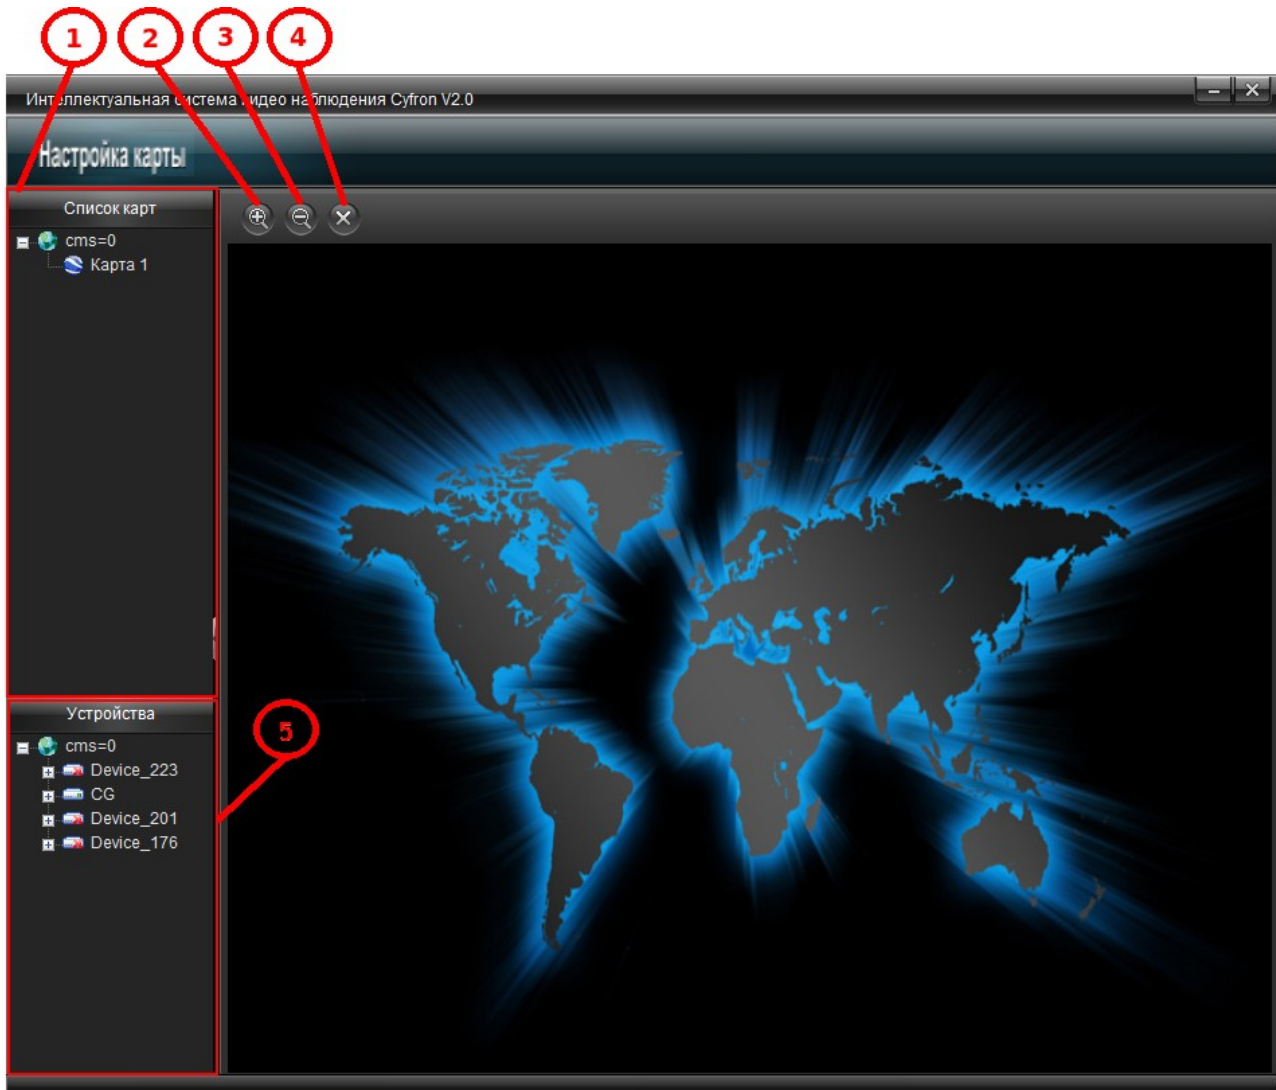 1 2 3 4
Интеллектуальная система видео наблюдения Cyfron V2.0
Настройка карты
Список карт
cms=0
Карта 1
Устройства
5
cms=0
Device_223
CG
Device_201
Device_176